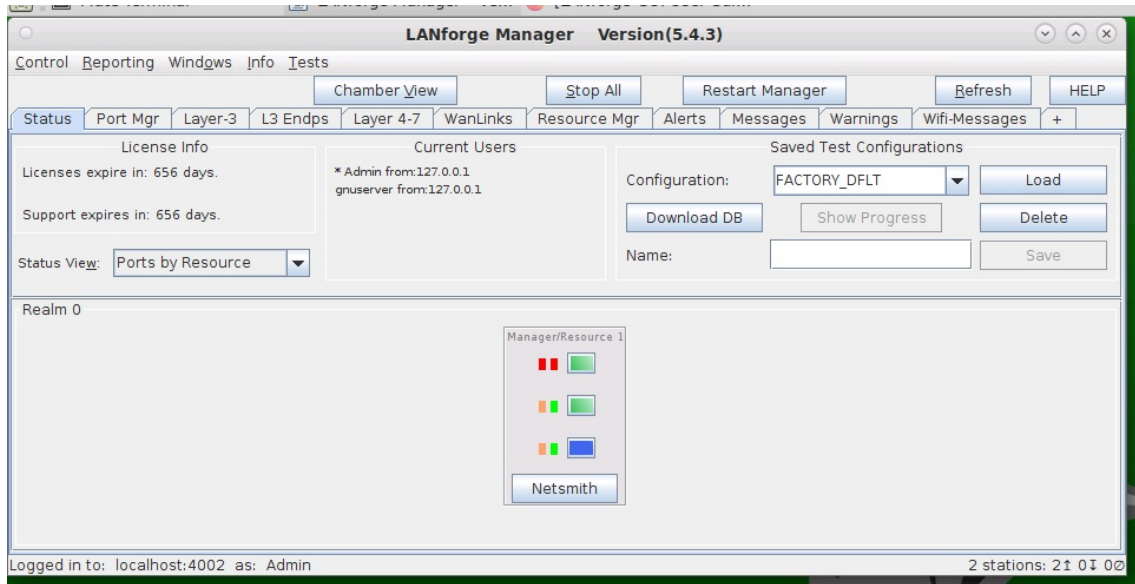 LANforge Manager Version(5.4.3)
Control Reporting Windows Info Tests
Chamber View Stop All Restart Manager Refresh HELP
Status Port Mgr Layer-3 L3 Endps Layer 4-7 WanLinks Resource Mgr Alerts Messages Warnings Wifi-Messages +
License Info
Licenses expire in: 656 days.
Support expires in: 656 days.
Status View: Ports by Resource
Current Users
* Admin from:127.0.0.1
gnuserver from:127.0.0.1
Saved Test Configurations
Configuration: FACTORY_DFLT Load
Download DB Show Progress Delete
Name: Save
Realm 0
Manager/Resource 1
Netsmith
Logged in to: localhost:4002 as: Admin
2 stations: 2↥ 0↧ 0∅